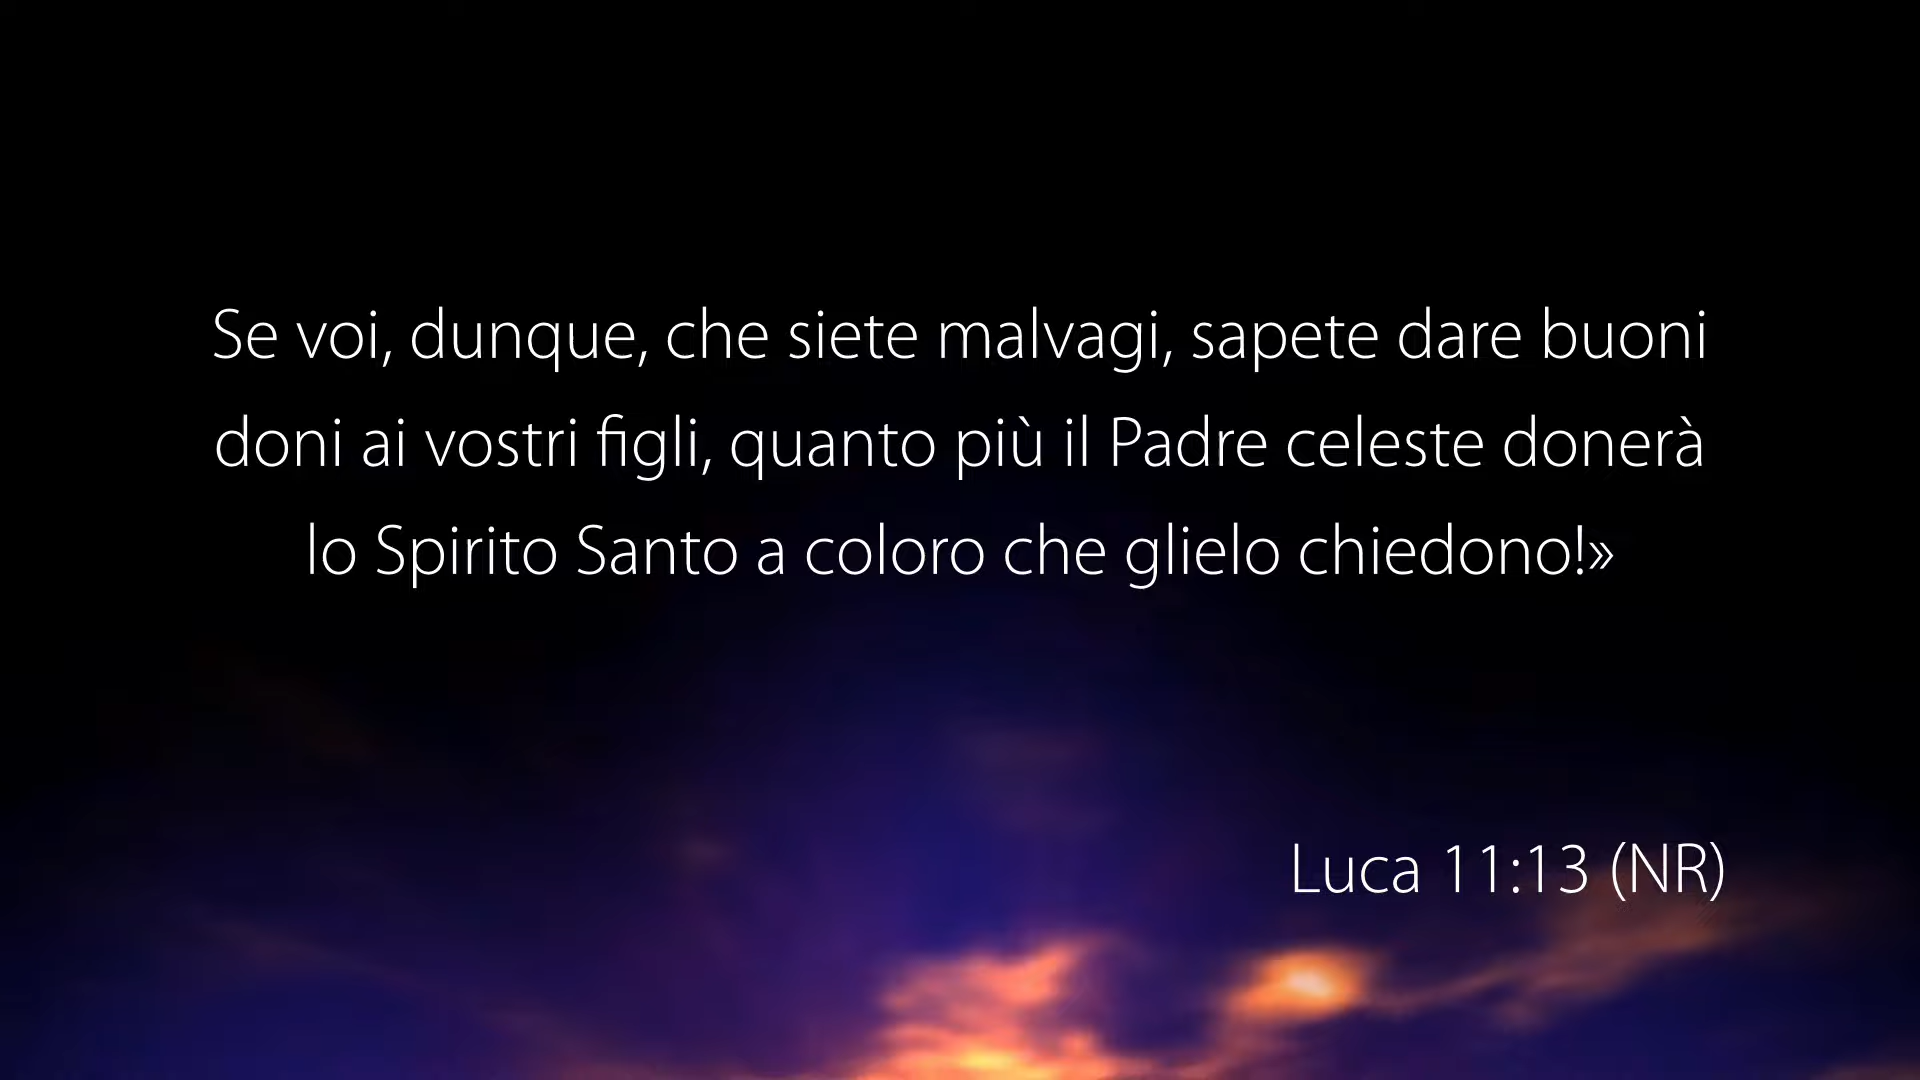 Se voi, dunque, che siete malvagi, sapete dare buoni
doni ai vostri figli, quanto più il Padre celeste donerà
lo Spirito Santo a coloro che glielo chiedono!»
Luca 11:13 (NR)